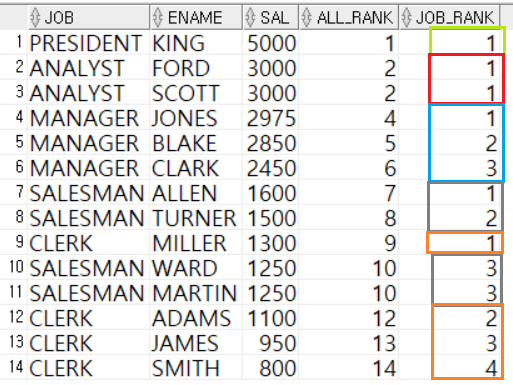 JOB ENAME SAL ALL_RANK JOB_RANK
1 PRESIDENT KING 5000 1 1
2 ANALYST FORD 3000 2 1
3 ANALYST SCOTT 3000 2 1
4 MANAGER JONES 2975 4 1
5 MANAGER BLAKE 2850 5 2
6 MANAGER CLARK 2450 6 3
7 SALESMAN ALLEN 1600 7 1
8 SALESMAN TURNER 1500 8 2
9 CLERK MILLER 1300 9 1
10 SALESMAN WARD 1250 10 3
11 SALESMAN MARTIN 1250 10 3
12 CLERK ADAMS 1100 12 2
13 CLERK JAMES 950 13 3
14 CLERK SMITH 800 14 4